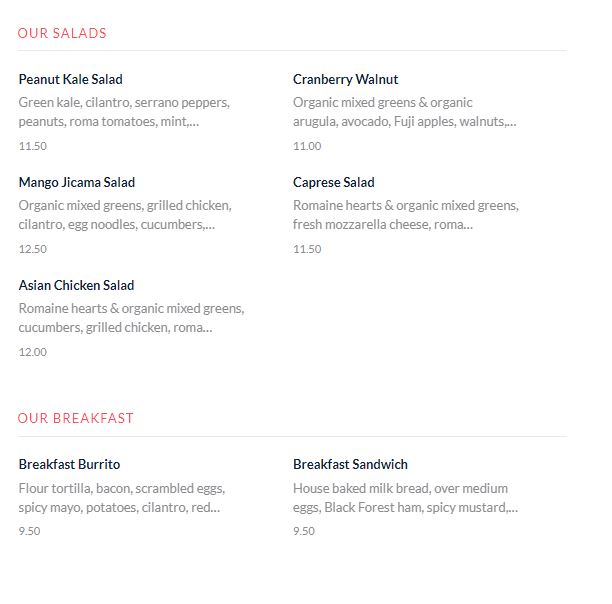 OUR SALADS
Peanut Kale Salad
Green kale, cilantro, serrano peppers,
peanuts, roma tomatoes, mint,...
11.50
Cranberry Walnut
Organic mixed greens & organic
arugula, avocado, Fuji apples, walnuts,...
11.00
Mango Jicama Salad
Organic mixed greens, grilled chicken,
cilantro, egg noodles, cucumbers,...
12.50
Caprese Salad
Romaine hearts & organic mixed greens,
fresh mozzarella cheese, roma...
11.50
Asian Chicken Salad
Romaine hearts & organic mixed greens,
cucumbers, grilled chicken, roma...
12.00
OUR BREAKFAST
Breakfast Burrito
Flour tortilla, bacon, scrambled eggs,
spicy mayo, potatoes, cilantro, red...
9.50
Breakfast Sandwich
House baked milk bread, over medium
eggs, Black Forest ham, spicy mustard,...
9.50